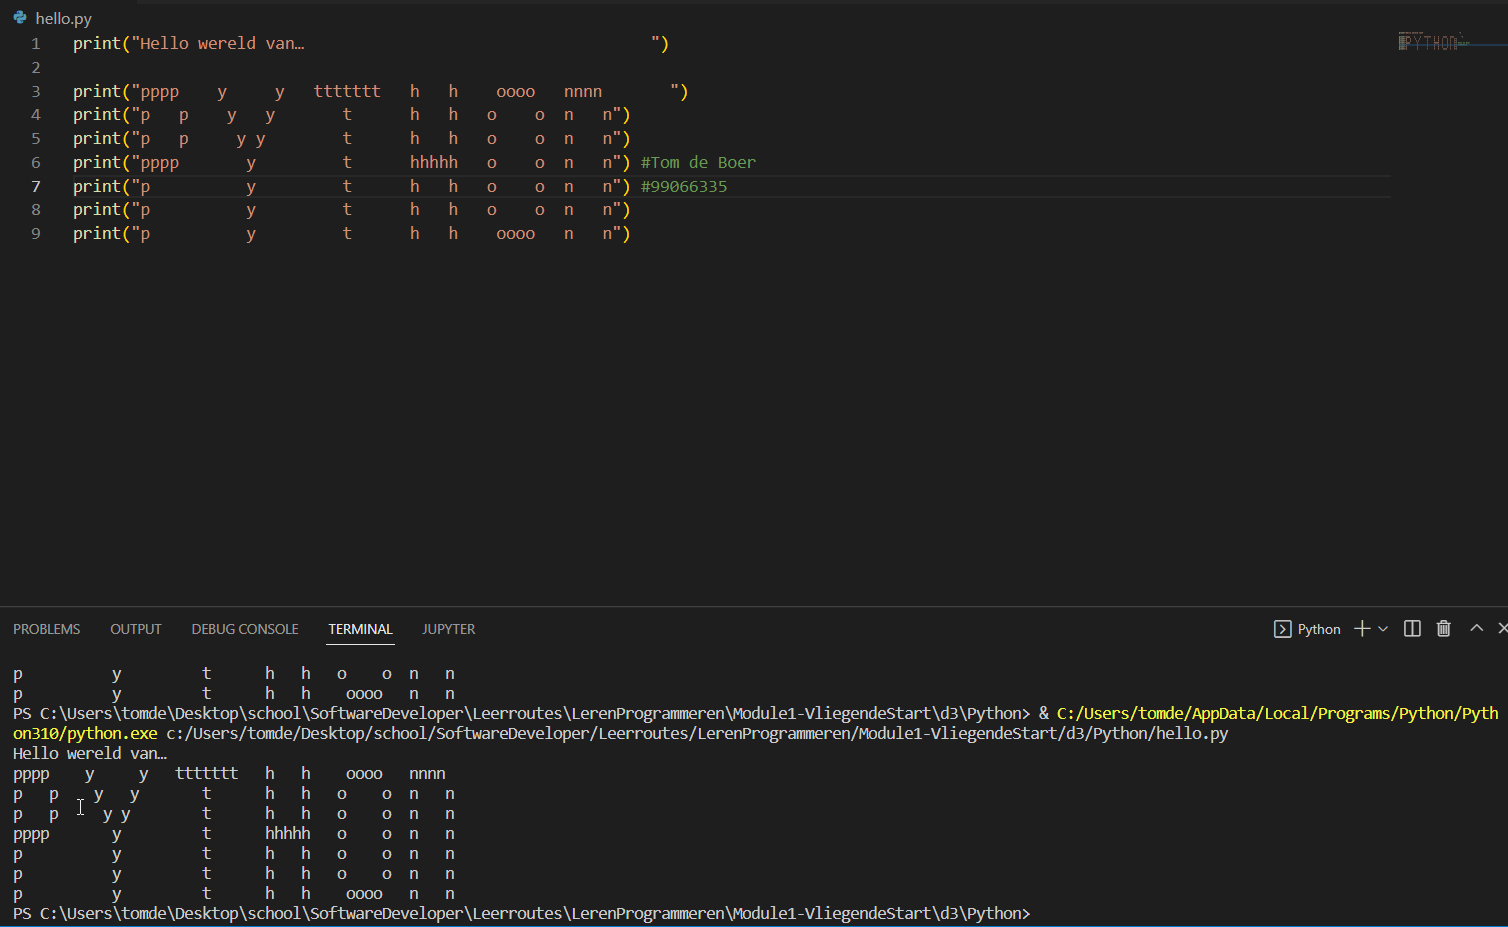 hello.py
1 print("Hello wereld van…                                    ")
2
3 print("pppp    y     y   ttttttt   h   h    oooo   nnnn       ")
4 print("p   p    y   y       t      h   h   o    o  n   n")
5 print("p   p     y y        t      h   h   o    o  n   n")
6 print("pppp       y         t      hhhhh   o    o  n   n") #Tom de Boer
7 print("p          y         t      h   h   o    o  n   n") #99066335
8 print("p          y         t      h   h   o    o  n   n")
9 print("p          y         t      h   h    oooo   n   n")
PROBLEMS OUTPUT DEBUG CONSOLE TERMINAL JUPYTER Python
p          y         t      h   h   o    o  n   n
p          y         t      h   h    oooo   n   n
PS C:\Users\tomde\Desktop\school\SoftwareDeveloper\Leerroutes\LerenProgrammeren\Module1-VliegendeStart\d3\Python> & C:/Users/tomde/AppData/Local/Programs/Python/Pyth
on310/python.exe c:/Users/tomde/Desktop/school/SoftwareDeveloper/Leerroutes/LerenProgrammeren/Module1-VliegendeStart/d3/Python/hello.py
Hello wereld van…
pppp    y     y   ttttttt   h   h    oooo   nnnn
p   p    y   y       t      h   h   o    o  n   n
p   p     y y        t      h   h   o    o  n   n
pppp       y         t      hhhhh   o    o  n   n
p          y         t      h   h   o    o  n   n
p          y         t      h   h   o    o  n   n
p          y         t      h   h    oooo   n   n
PS C:\Users\tomde\Desktop\school\SoftwareDeveloper\Leerroutes\LerenProgrammeren\Module1-VliegendeStart\d3\Python>